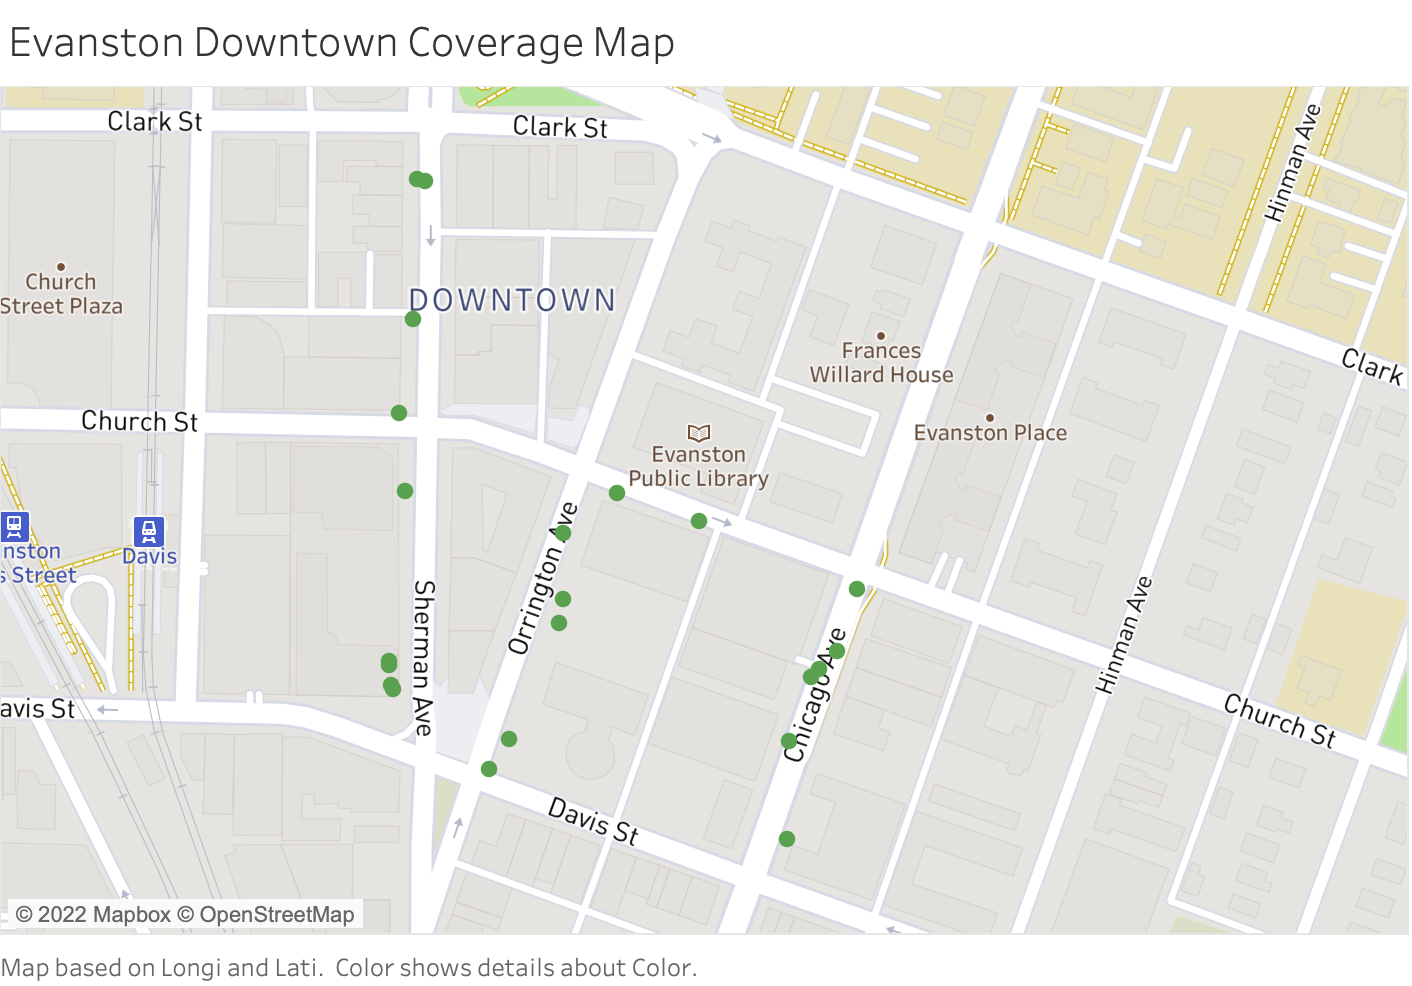 Evanston Downtown Coverage Map
Clark St
Clark St
Hinman Ave
Church
Street Plaza
DOWNTOWN
Frances
Willard House
Clark
Church St
Evanston Place
Evanston
Public Library
nston
s Street
Davis
Orrington Ave
Sherman Ave
Hinman Ave
Chicago Ave
Church St
avis St
Davis St
© 2022 Mapbox © OpenStreetMap
Map based on Longi and Lati. Color shows details about Color.